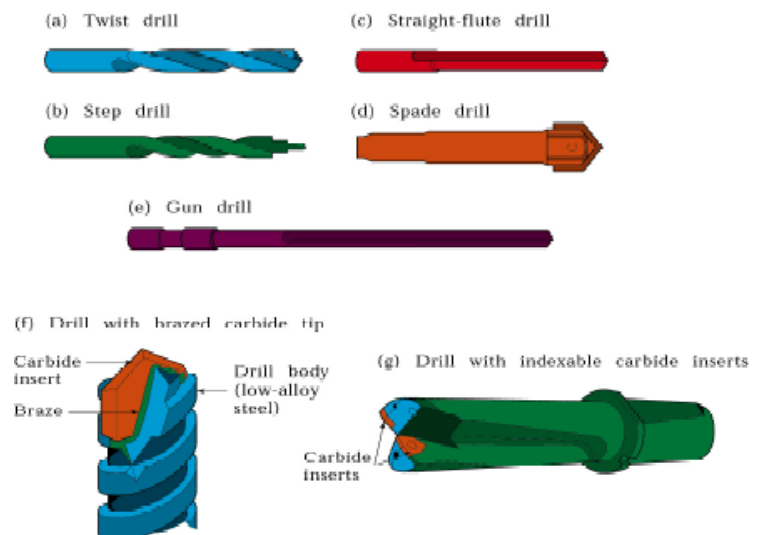 (a) Twist drill
(c) Straight-flute drill
(b) Step drill
(d) Spade drill
(e) Gun drill
(f) Drill with brazed carbide tip
Carbide
insert
Braze
Drill body
(low-alloy
steel)
(g) Drill with indexable carbide inserts
Carbide
inserts